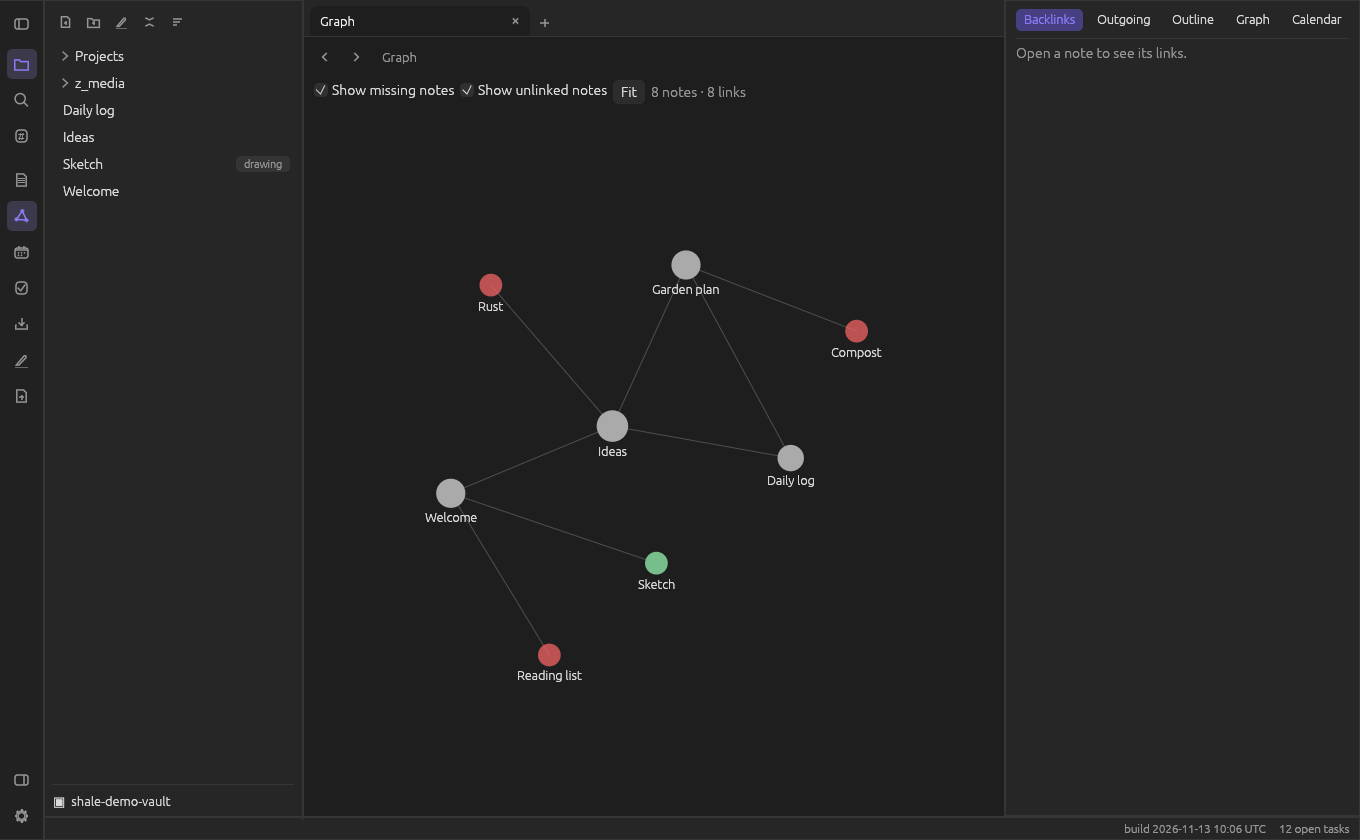 Graph
Backlinks Outgoing Outline Graph Calendar
Projects
z_media
Daily log
Ideas
Sketch drawing
Welcome
shale-demo-vault
Graph
Show missing notes Show unlinked notes Fit 8 notes · 8 links
Garden plan
Rust
Compost
Ideas
Daily log
Welcome
Sketch
Reading list
Open a note to see its links.
build 2026-11-13 10:06 UTC 12 open tasks